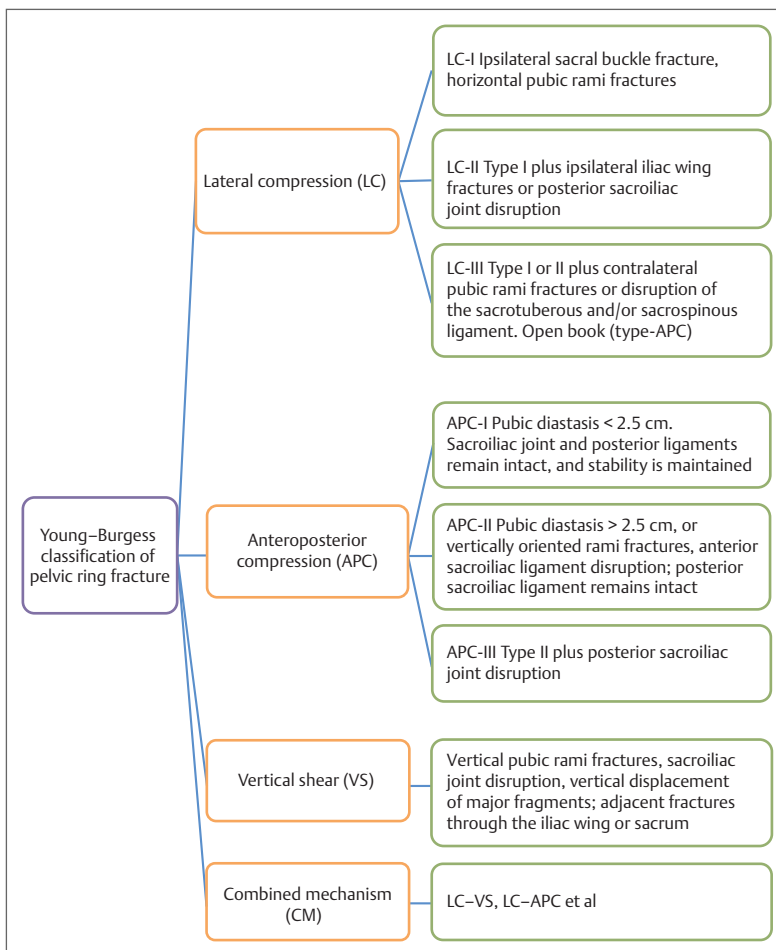 LC-I Ipsilateral sacral buckle fracture,
horizontal pubic rami fractures
Lateral compression (LC)
LC-II Type I plus ipsilateral iliac wing
fractures or posterior sacroiliac
joint disruption
LC-III Type I or II plus contralateral
pubic rami fractures or disruption of
the sacrotuberous and/or sacrospinous
ligament. Open book (type-APC)
Young–Burgess
classification of
pelvic ring fracture
Anteroposterior
compression (APC)
APC-I Pubic diastasis < 2.5 cm.
Sacroiliac joint and posterior ligaments
remain intact, and stability is maintained
APC-II Pubic diastasis > 2.5 cm, or
vertically oriented rami fractures, anterior
sacroiliac ligament disruption; posterior
sacroiliac ligament remains intact
APC-III Type II plus posterior sacroiliac
joint disruption
Vertical shear (VS)
Vertical pubic rami fractures, sacroiliac
joint disruption, vertical displacement
of major fragments; adjacent fractures
through the iliac wing or sacrum
Combined mechanism
(CM)
LC–VS, LC–APC et al